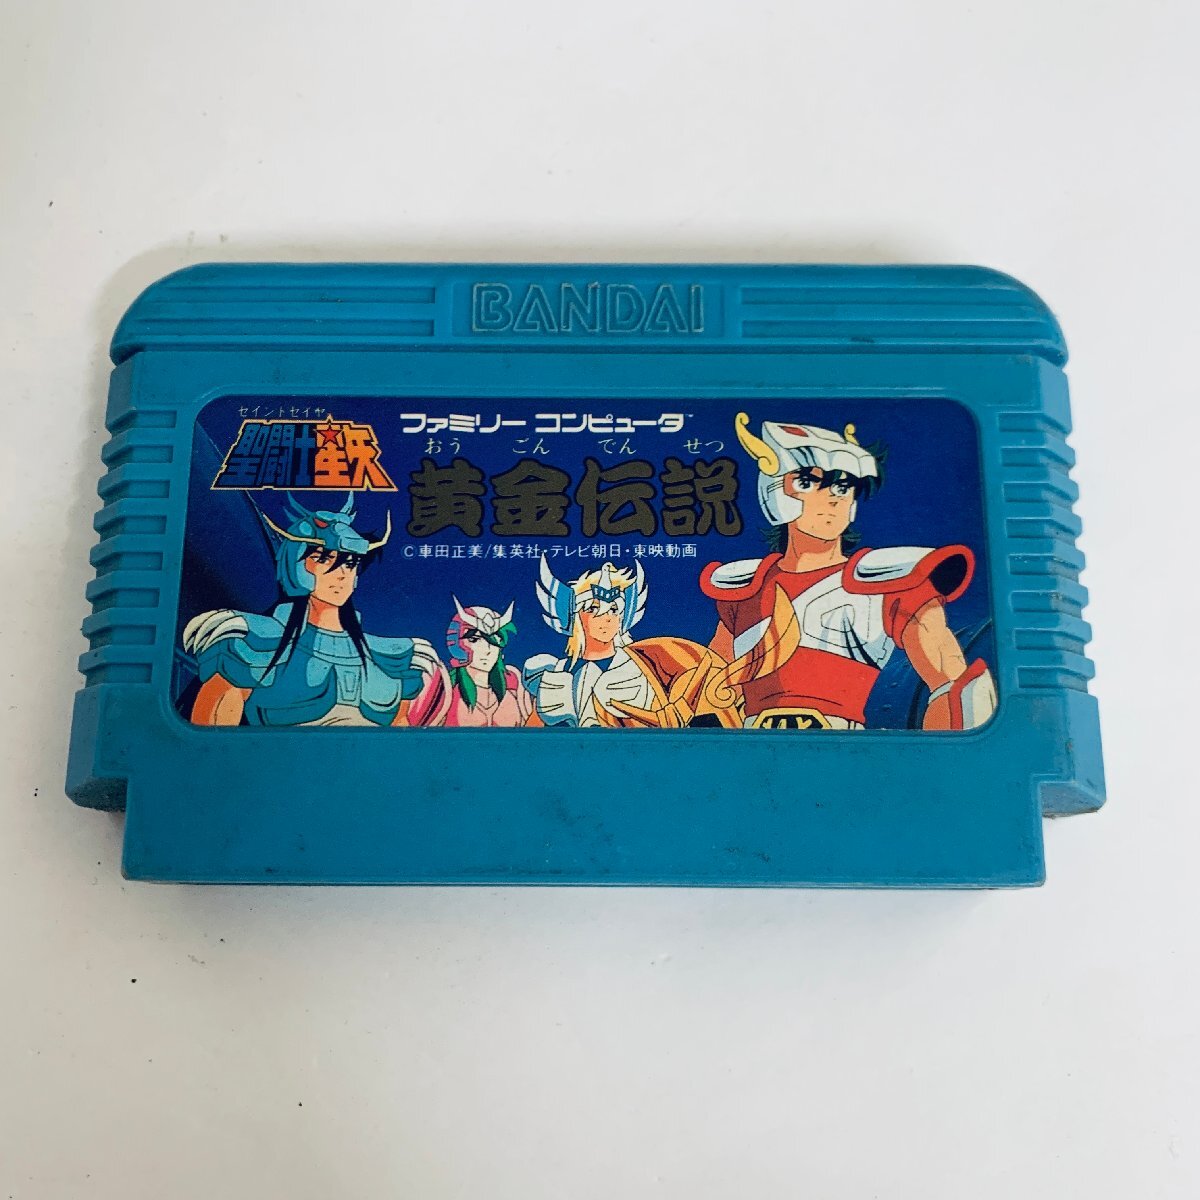 BANDAI
セイントセイヤ
聖闘士星矢
ファミリー コンピュータ™
おう ごん でん せつ
黄金伝説
©車田正美/集英社・テレビ朝日・東映動画